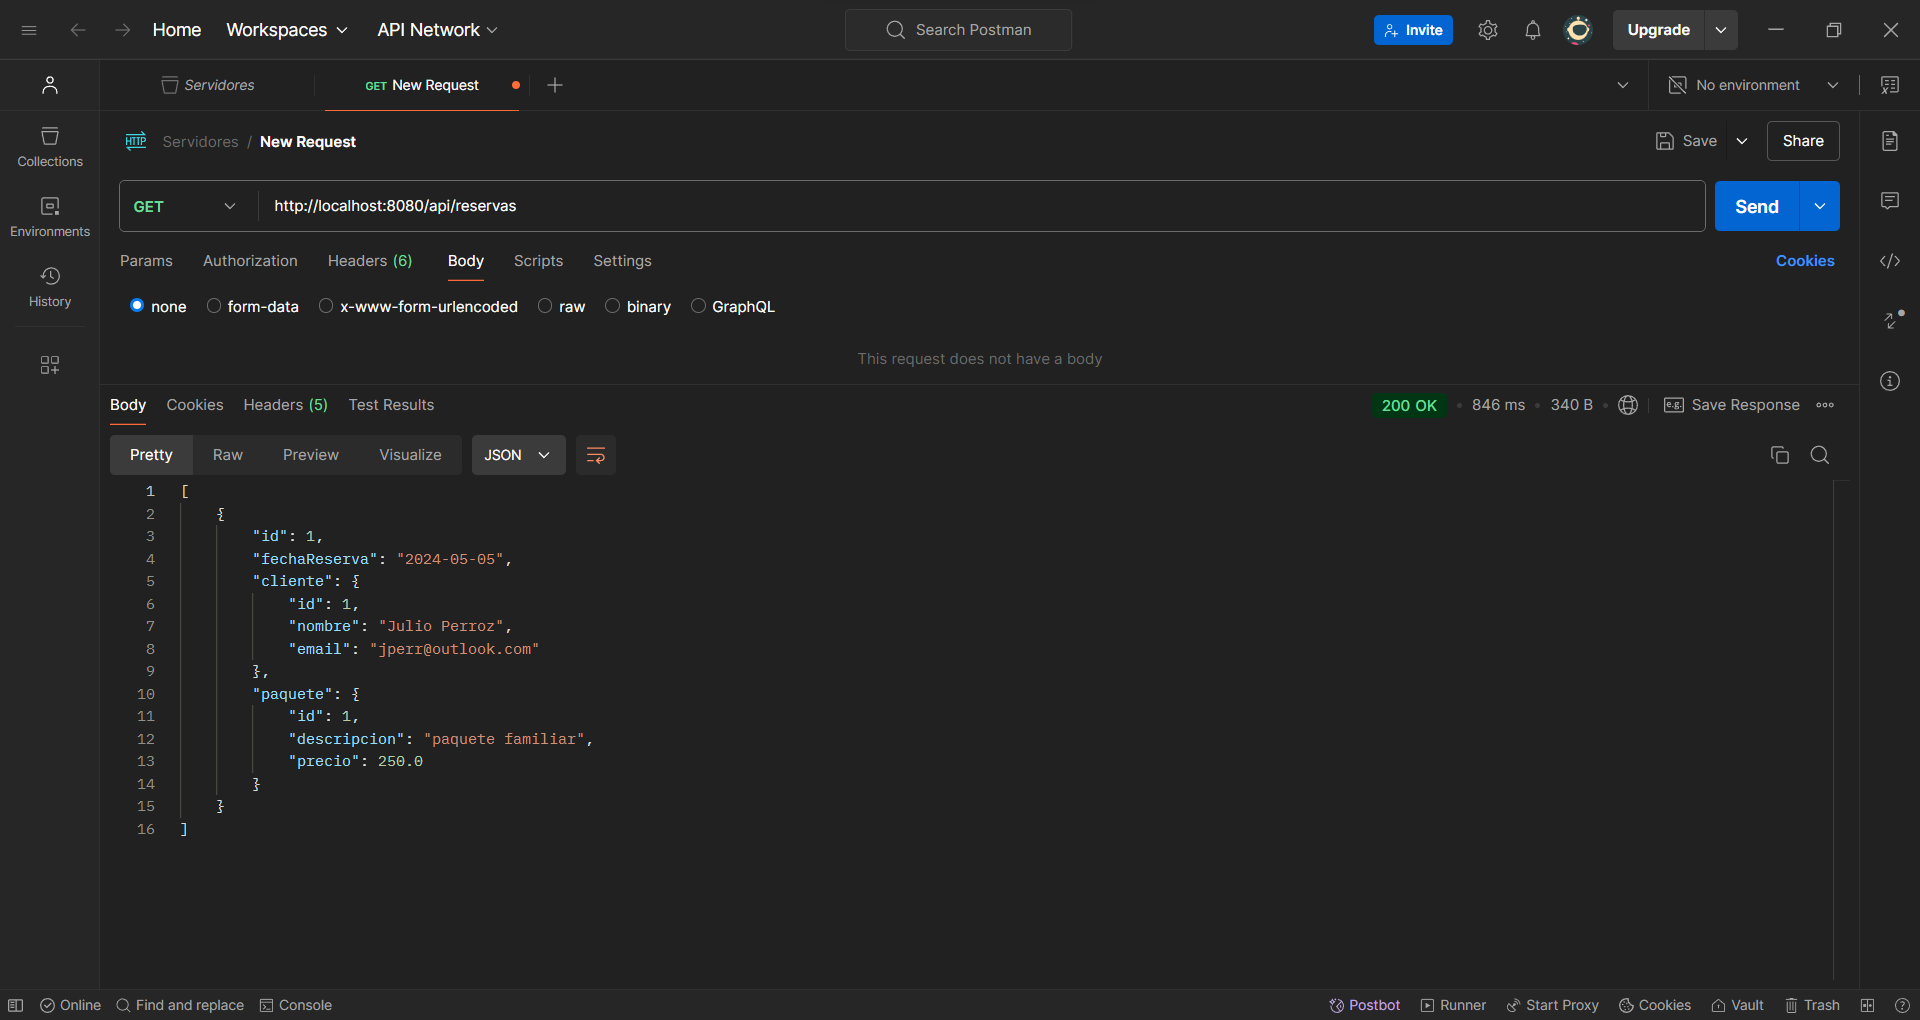 Home Workspaces API Network Search Postman Invite Upgrade
Servidores GET New Request No environment
HTTP Servidores / New Request Save Share
GET http://localhost:8080/api/reservas Send
Params Authorization Headers (6) Body Scripts Settings Cookies
none form-data x-www-form-urlencoded raw binary GraphQL
This request does not have a body
Collections
Environments
History
Body Cookies Headers (5) Test Results 200 OK • 846 ms • 340 B • e.g. Save Response
Pretty Raw Preview Visualize JSON
1 [
2 {
3 "id": 1,
4 "fechaReserva": "2024-05-05",
5 "cliente": {
6 "id": 1,
7 "nombre": "Julio Perroz",
8 "email": "jperr@outlook.com"
9 },
10 "paquete": {
11 "id": 1,
12 "descripcion": "paquete familiar",
13 "precio": 250.0
14 }
15 }
16 ]
Online Find and replace Console Postbot Runner Start Proxy Cookies Vault Trash